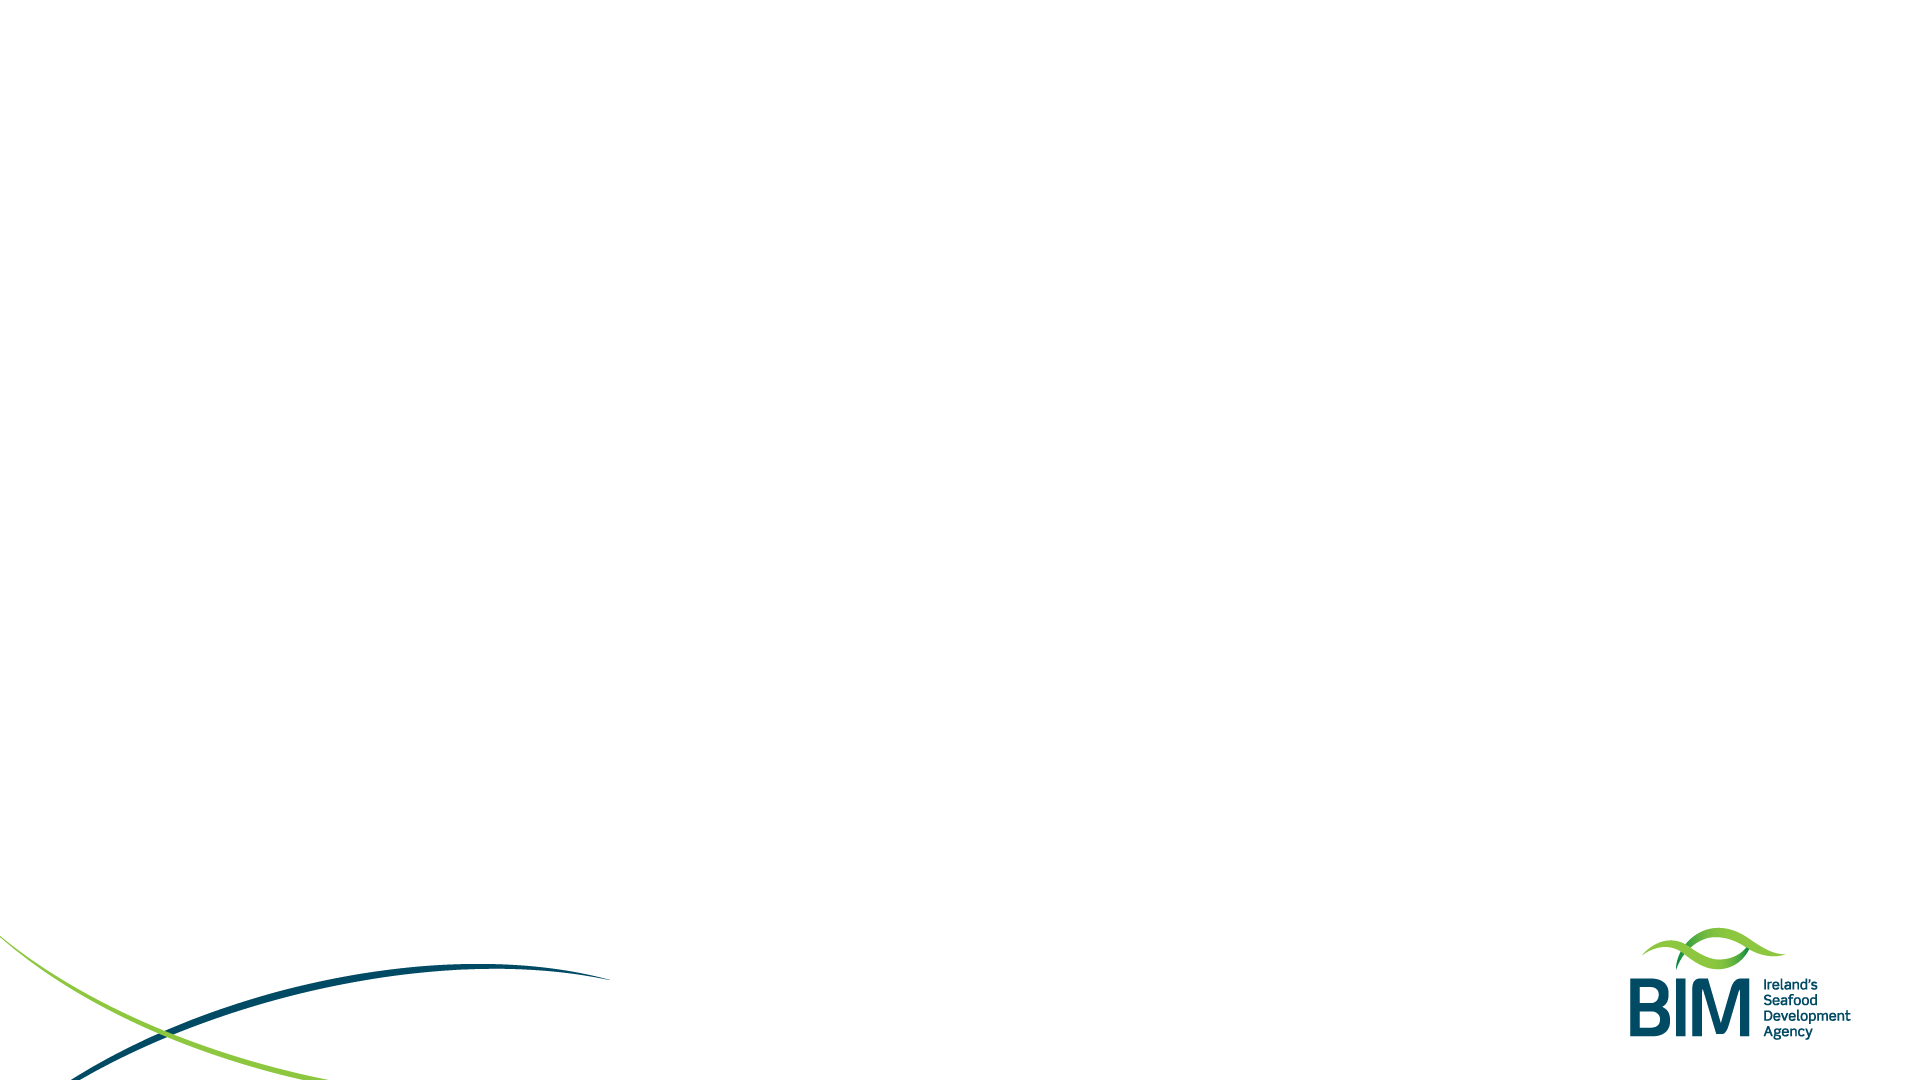 BIM
Ireland's
Seafood
Development
Agency